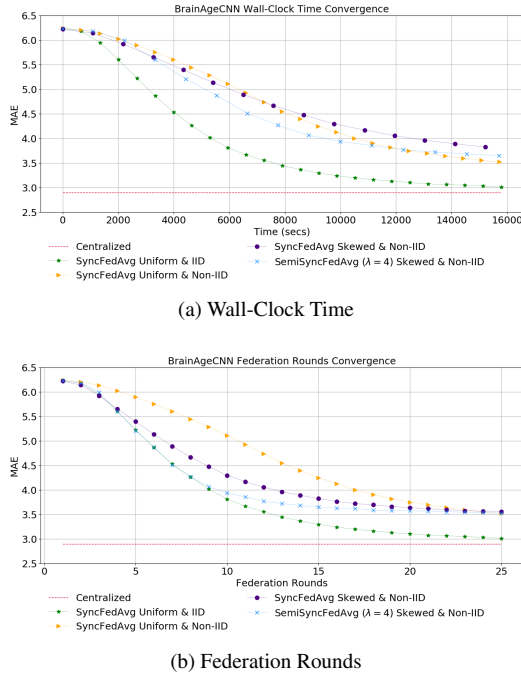 BrainAgeCNN Wall-Clock Time Convergence
6.5
6.0
5.5
5.0
4.5
4.0
3.5
3.0
2.5
MAE
0 2000 4000 6000 8000 10000 12000 14000 16000
Time (secs)
Centralized
SyncFedAvg Uniform & IID
SyncFedAvg Uniform & Non-IID
SyncFedAvg Skewed & Non-IID
SemiSyncFedAvg (λ = 4) Skewed & Non-IID
(a) Wall-Clock Time
BrainAgeCNN Federation Rounds Convergence
6.5
6.0
5.5
5.0
4.5
4.0
3.5
3.0
2.5
MAE
0 5 10 15 20 25
Federation Rounds
Centralized
SyncFedAvg Uniform & IID
SyncFedAvg Uniform & Non-IID
SyncFedAvg Skewed & Non-IID
SemiSyncFedAvg (λ = 4) Skewed & Non-IID
(b) Federation Rounds